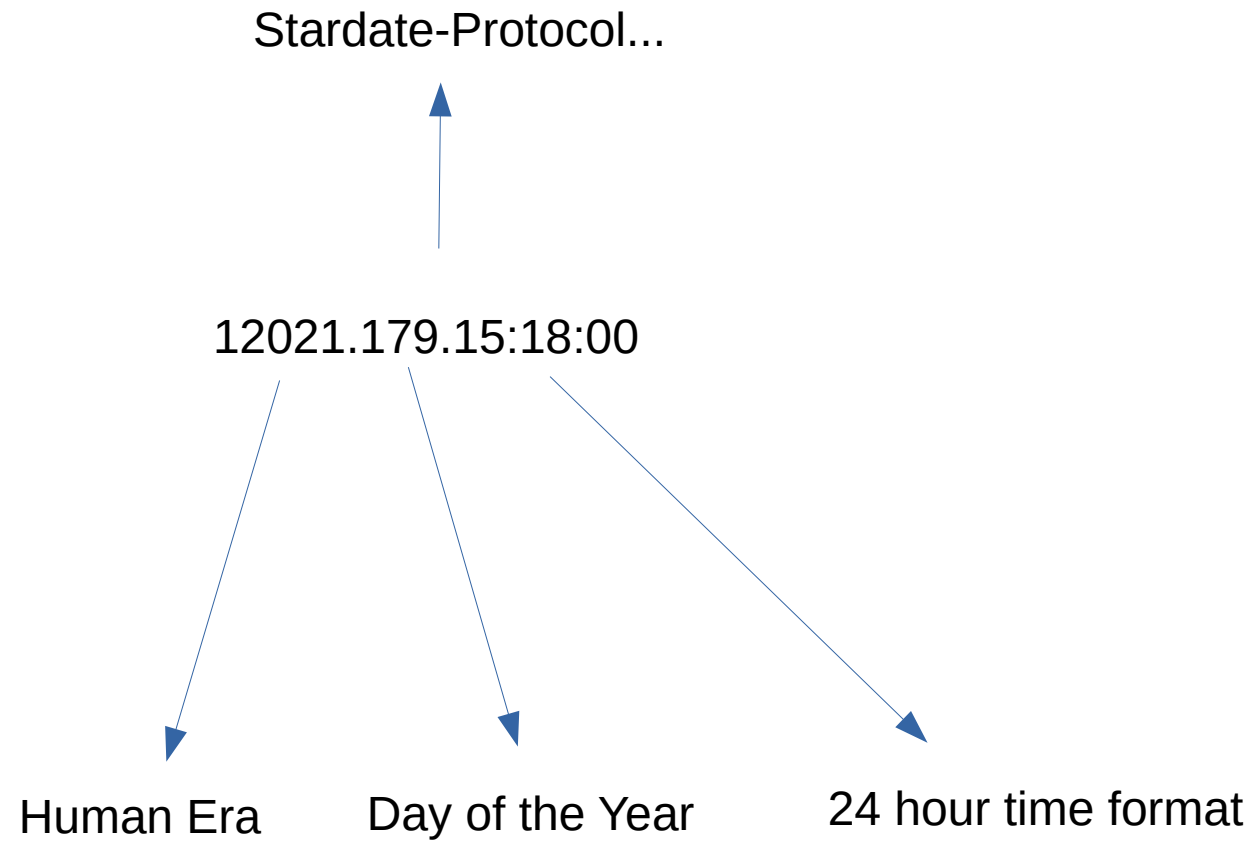 Stardate-Protocol...
12021.179.15:18:00
Human Era
Day of the Year
24 hour time format